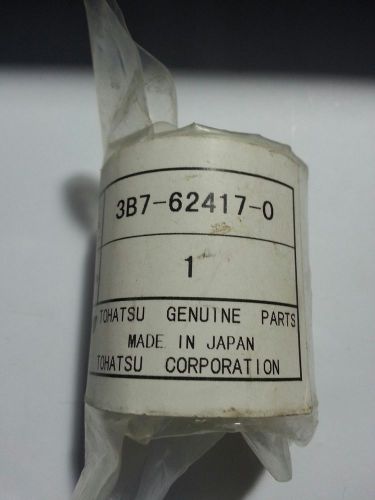 3B7-62417-0
1
TOHATSU GENUINE PARTS
MADE IN JAPAN
TOHATSU CORPORATION